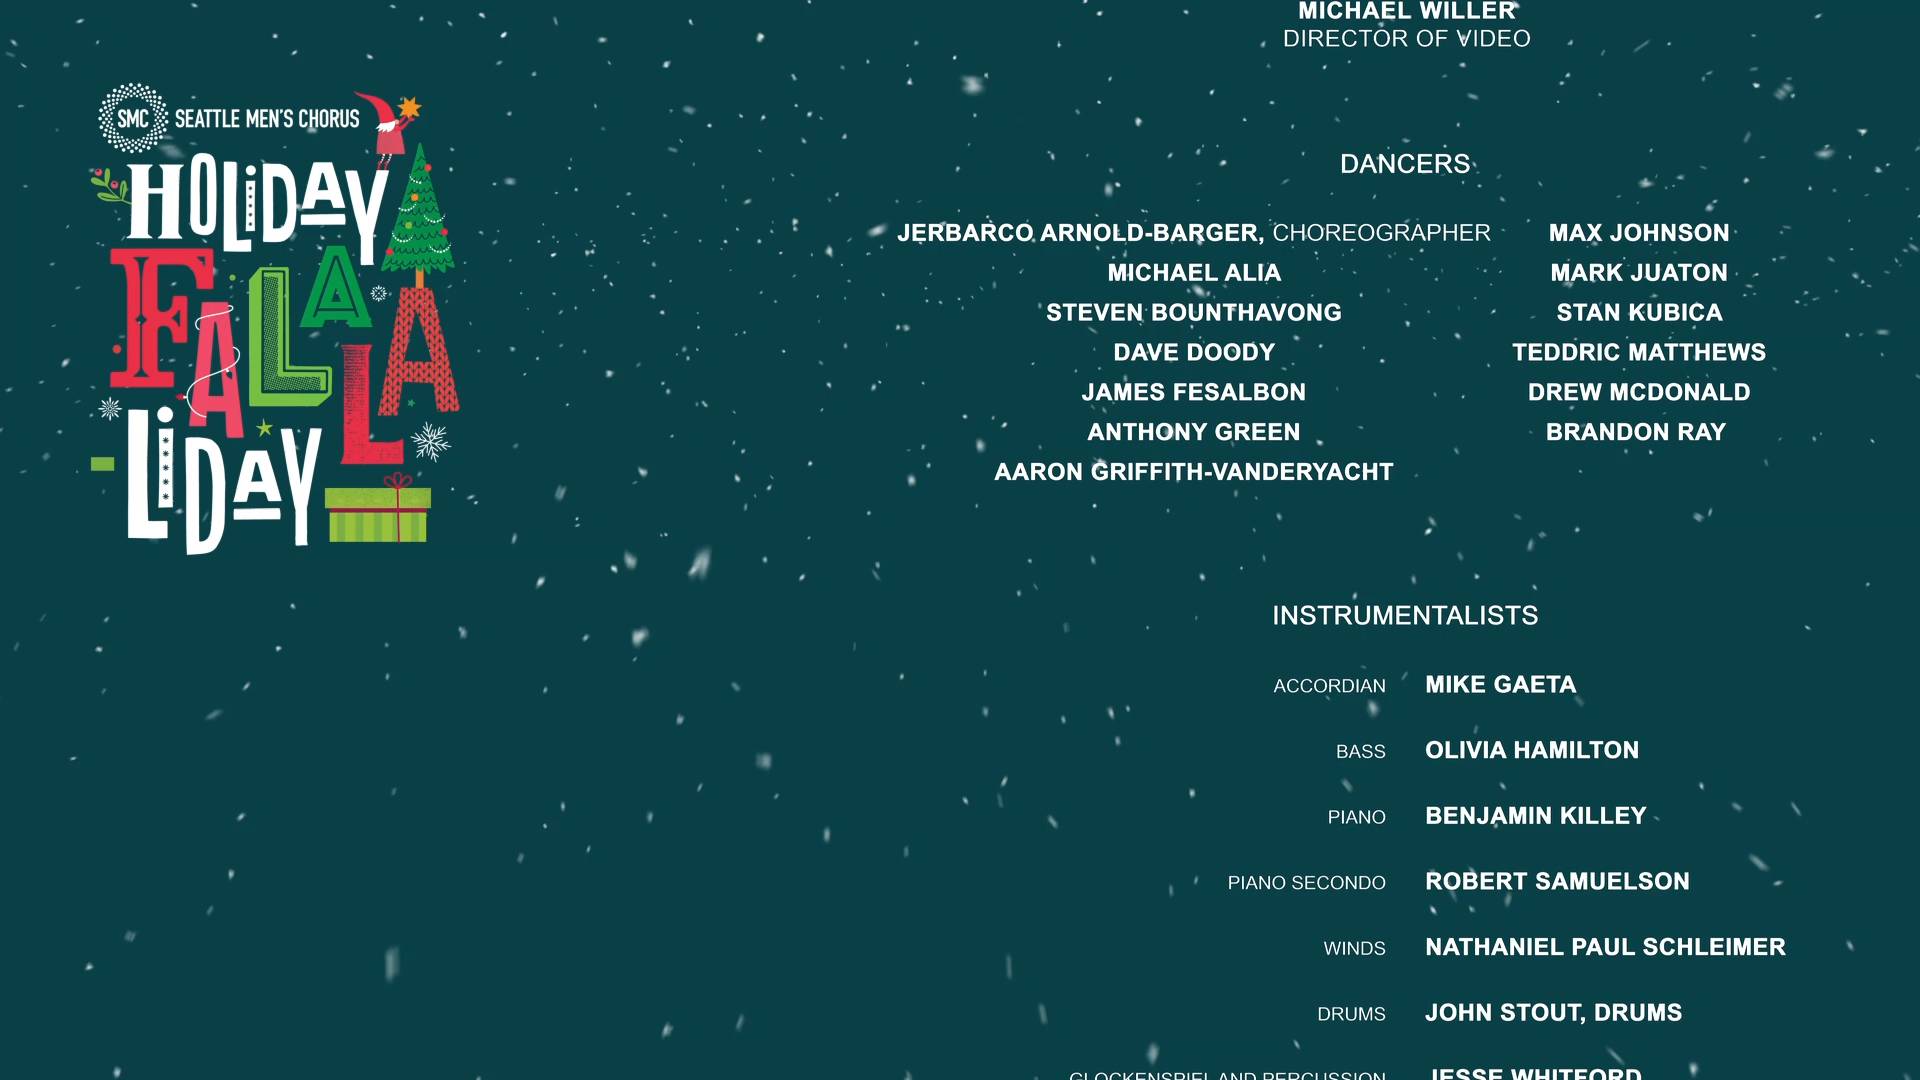 MICHAEL WILLER
DIRECTOR OF VIDEO
SMC SEATTLE MEN'S CHORUS
HOLIDAY
FA LA LA
LIDAY
DANCERS
JERBARCO ARNOLD-BARGER, CHOREOGRAPHER
MICHAEL ALIA
STEVEN BOUNTHAVONG
DAVE DOODY
JAMES FESALBON
ANTHONY GREEN
AARON GRIFFITH-VANDERYACHT
MAX JOHNSON
MARK JUATON
STAN KUBICA
TEDDRIC MATTHEWS
DREW MCDONALD
BRANDON RAY
INSTRUMENTALISTS
ACCORDIAN MIKE GAETA
BASS OLIVIA HAMILTON
PIANO BENJAMIN KILLEY
PIANO SECONDO ROBERT SAMUELSON
WINDS NATHANIEL PAUL SCHLEIMER
DRUMS JOHN STOUT, DRUMS
GLOCKENSPIEL AND PERCUSSION JESSE WHITFORD